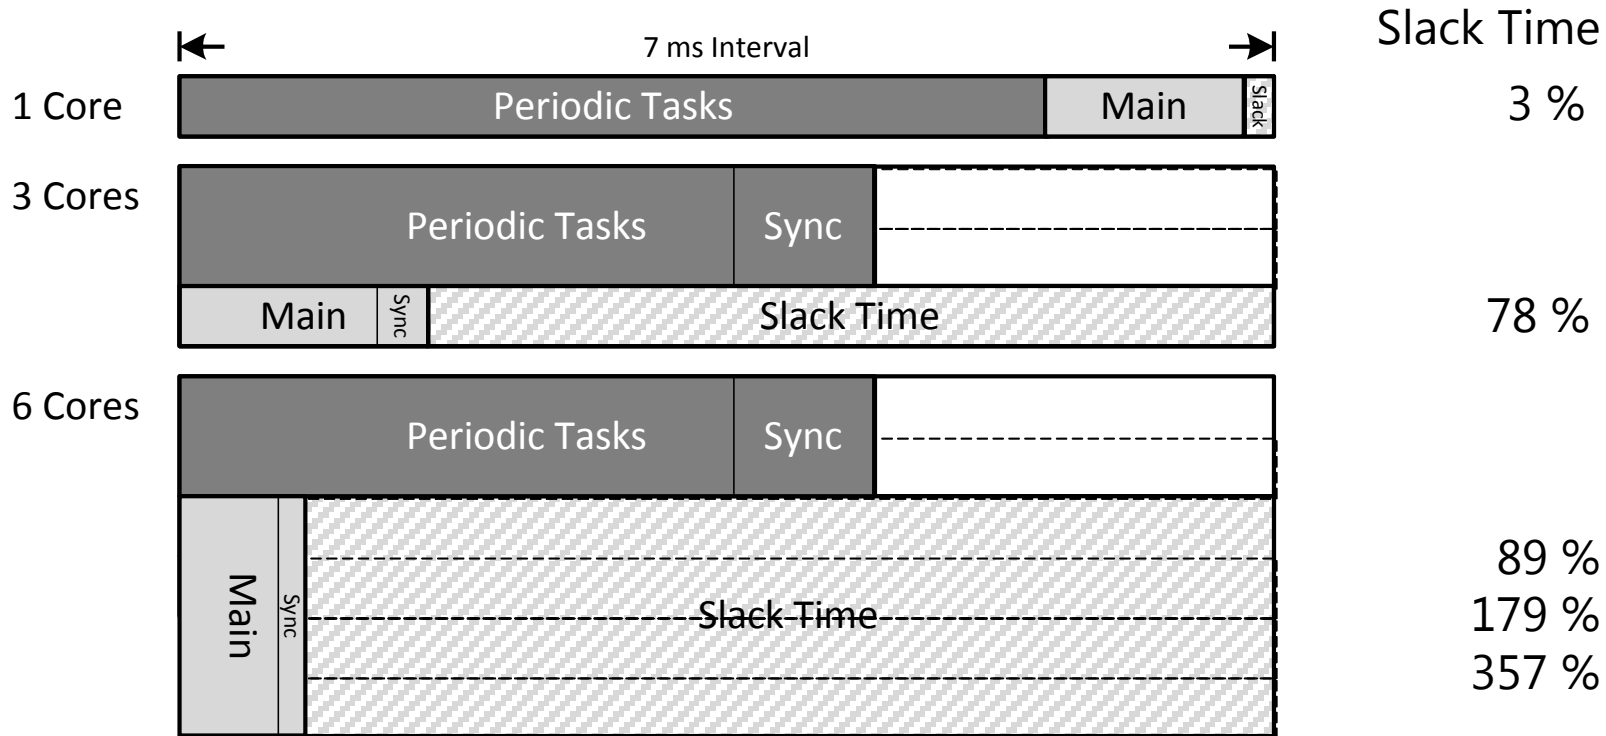 Slack Time
7 ms Interval
1 Core
Periodic Tasks
Main
Slack
3 %
3 Cores
Periodic Tasks
Sync
Main
Sync
Slack Time
78 %
6 Cores
Periodic Tasks
Sync
Main
Sync
Slack Time
89 %
179 %
357 %